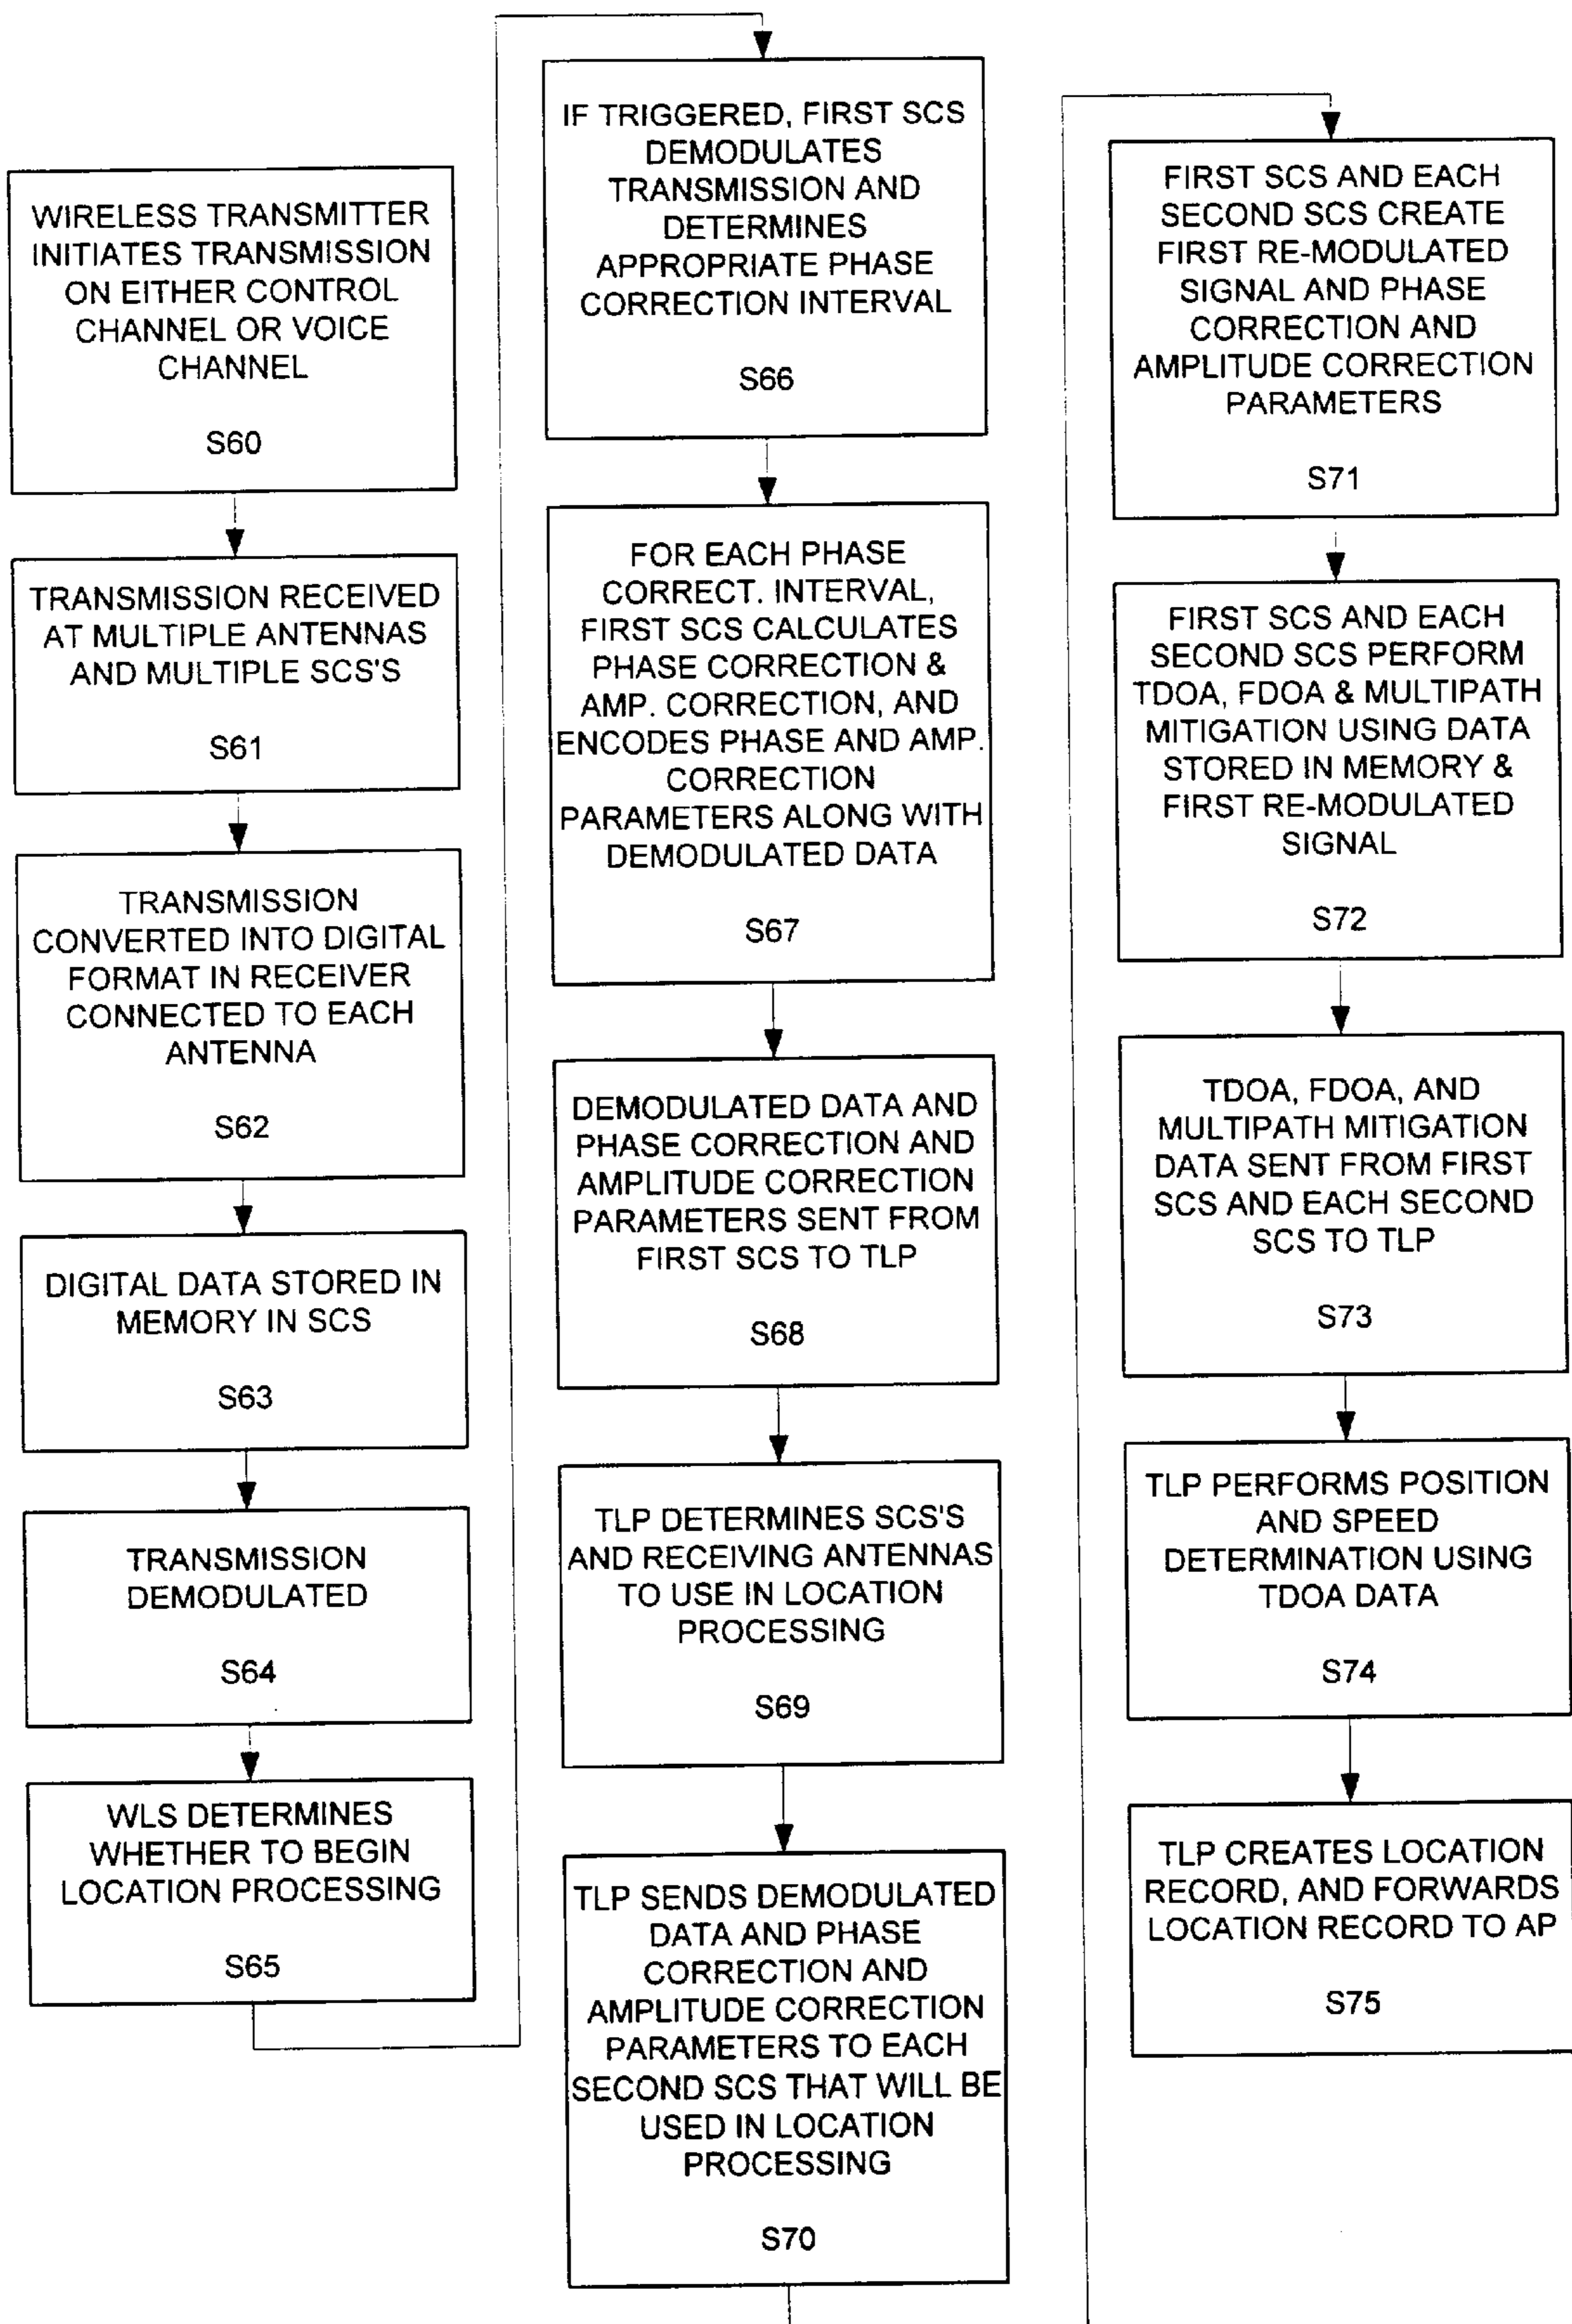 WIRELESS TRANSMITTER
INITIATES TRANSMISSION
ON EITHER CONTROL
CHANNEL OR VOICE
CHANNEL
S60
TRANSMISSION RECEIVED
AT MULTIPLE ANTENNAS
AND MULTIPLE SCS'S
S61
TRANSMISSION
CONVERTED INTO DIGITAL
FORMAT IN RECEIVER
CONNECTED TO EACH
ANTENNA
S62
DIGITAL DATA STORED IN
MEMORY IN SCS
S63
TRANSMISSION
DEMODULATED
S64
WLS DETERMINES
WHETHER TO BEGIN
LOCATION PROCESSING
S65
IF TRIGGERED, FIRST SCS
DEMODULATES
TRANSMISSION AND
DETERMINES
APPROPRIATE PHASE
CORRECTION INTERVAL
S66
FOR EACH PHASE
CORRECT. INTERVAL,
FIRST SCS CALCULATES
PHASE CORRECTION &
AMP. CORRECTION, AND
ENCODES PHASE AND AMP.
CORRECTION
PARAMETERS ALONG WITH
DEMODULATED DATA
S67
DEMODULATED DATA AND
PHASE CORRECTION AND
AMPLITUDE CORRECTION
PARAMETERS SENT FROM
FIRST SCS TO TLP
S68
TLP DETERMINES SCS'S
AND RECEIVING ANTENNAS
TO USE IN LOCATION
PROCESSING
S69
TLP SENDS DEMODULATED
DATA AND PHASE
CORRECTION AND
AMPLITUDE CORRECTION
PARAMETERS TO EACH
SECOND SCS THAT WILL BE
USED IN LOCATION
PROCESSING
S70
FIRST SCS AND EACH
SECOND SCS CREATE
FIRST RE-MODULATED
SIGNAL AND PHASE
CORRECTION AND
AMPLITUDE CORRECTION
PARAMETERS
S71
FIRST SCS AND EACH
SECOND SCS PERFORM
TDOA, FDOA & MULTIPATH
MITIGATION USING DATA
STORED IN MEMORY &
FIRST RE-MODULATED
SIGNAL
S72
TDOA, FDOA, AND
MULTIPATH MITIGATION
DATA SENT FROM FIRST
SCS AND EACH SECOND
SCS TO TLP
S73
TLP PERFORMS POSITION
AND SPEED
DETERMINATION USING
TDOA DATA
S74
TLP CREATES LOCATION
RECORD, AND FORWARDS
LOCATION RECORD TO AP
S75